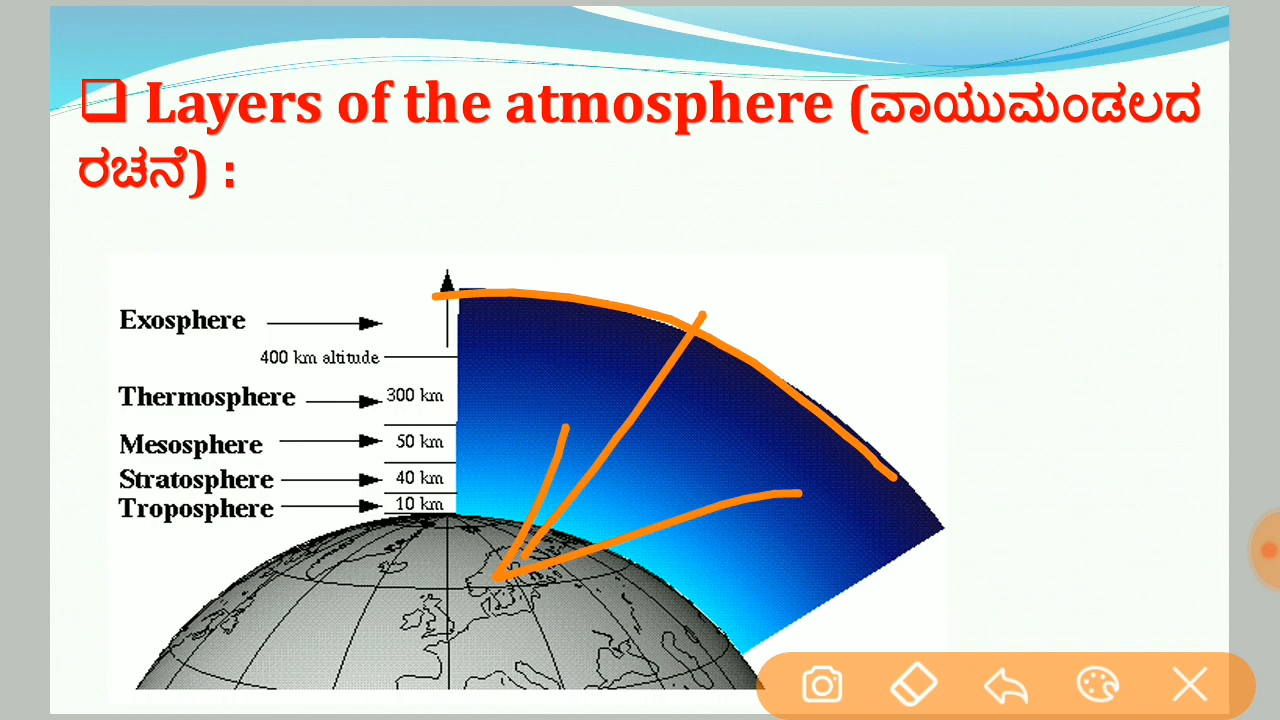 ❑ Layers of the atmosphere (ವಾಯುಮಂಡಲದ
ರಚನೆ) :
Exosphere
400 km altitude
Thermosphere 300 km
Mesosphere 50 km
Stratosphere 40 km
Troposphere 10 km